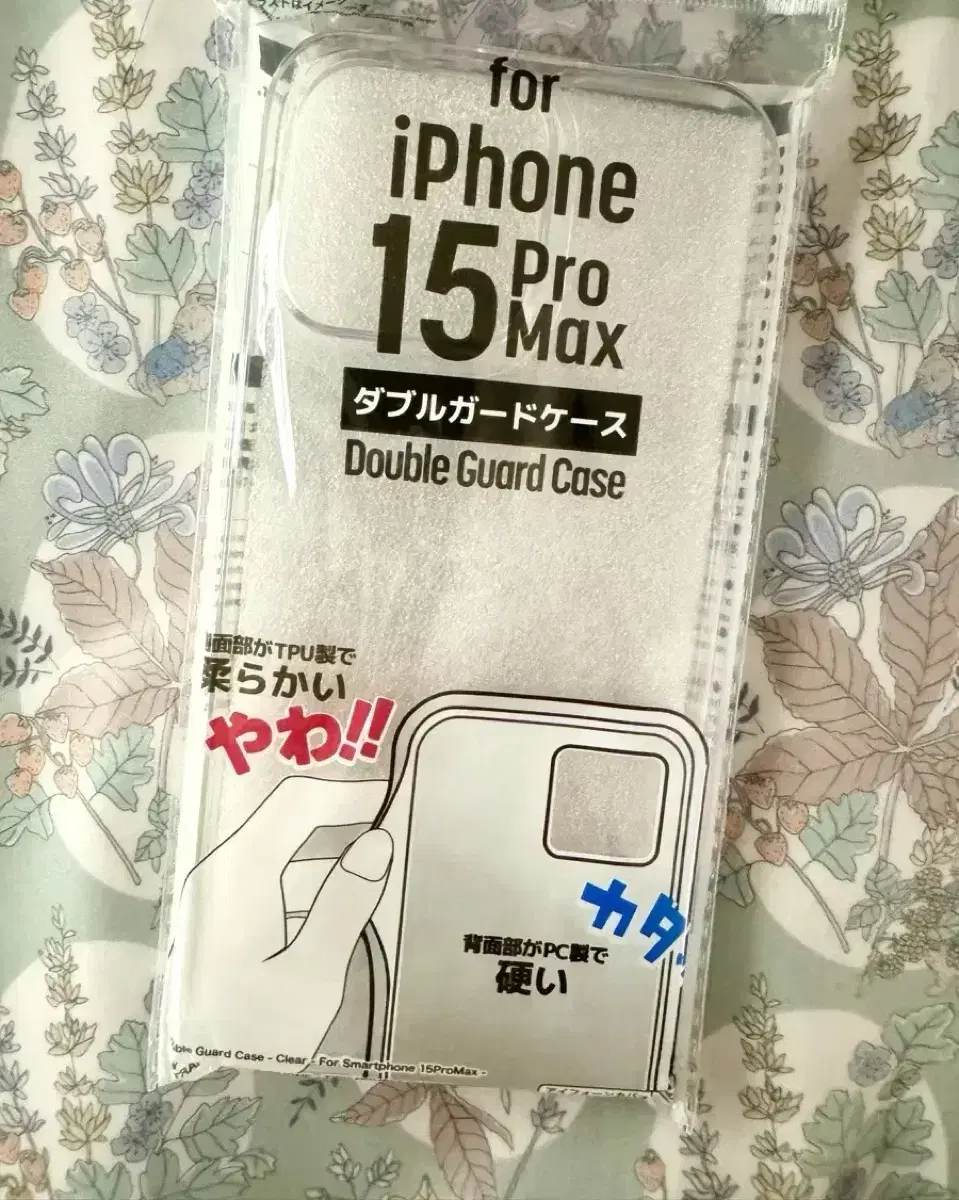 for
iPhone
15 Pro
Max
ダブルガードケース
Double Guard Case
面部がTPU製で
柔らかい
やわ!!
カタ
背面部がPC製で
硬い
ble Guard Case - Clear - For Smartphone 15ProMax -